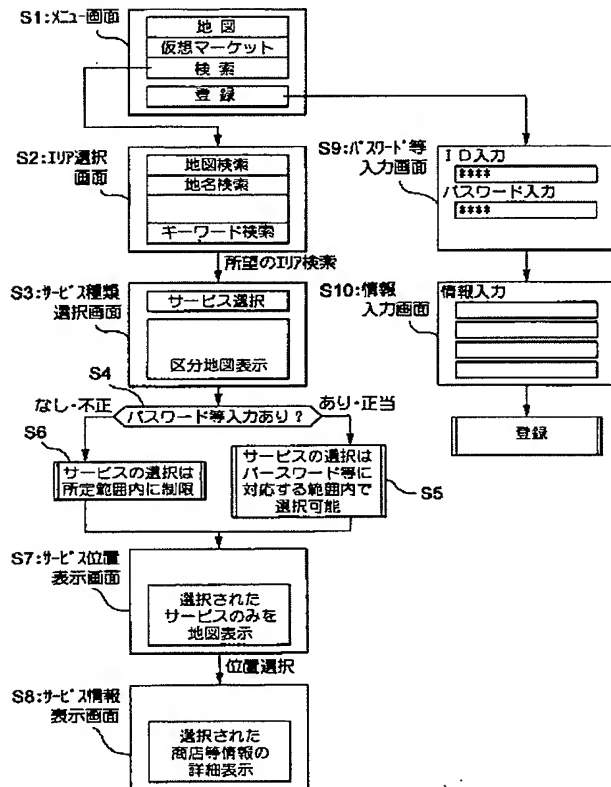 S1:ﾒﾆｭｰ画面
地 図
仮想マーケット
検 索
登 録
S2:ｴﾘｱ選択
画面
地図検索
地名検索
キーワード検索
所望のｴﾘｱ検索
S9:ﾊﾟｽﾜｰﾄﾞ等
入力画面
ＩＤ入力
****
パスワード入力
****
S3:ｻｰﾋﾞｽ種類
選択画面
サービス選択
区分地図表示
S10:情報
入力画面
情報入力
登録
S4
パスワード等入力あり？
なし・不正
あり・正当
S6
サービスの選択は
所定範囲内に制限
サービスの選択は
パースワード等に
対応する範囲内で
選択可能
S5
S7:ｻｰﾋﾞｽ位置
表示画面
選択された
サービスのみを
地図表示
位置選択
S8:ｻｰﾋﾞｽ情報
表示画面
選択された
商店等情報の
詳細表示